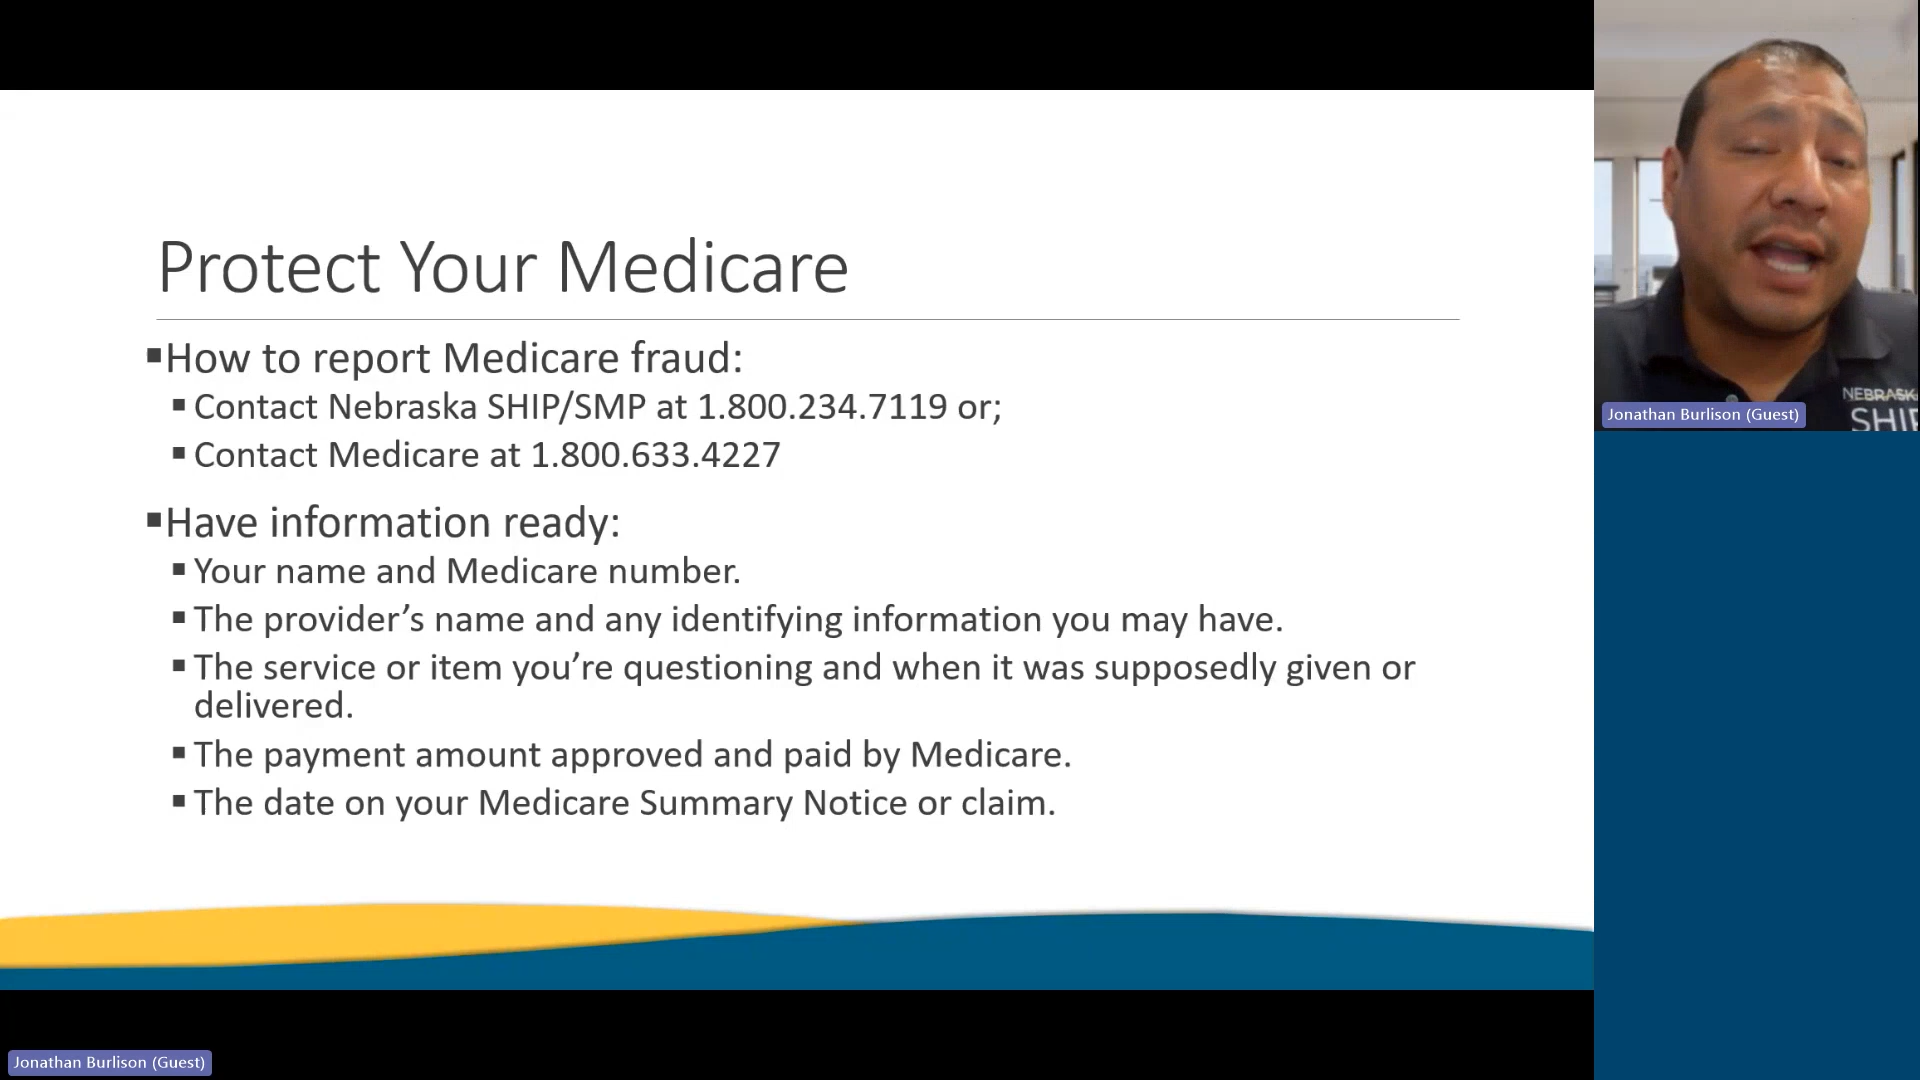 Protect Your Medicare
▪How to report Medicare fraud:
▪Contact Nebraska SHIP/SMP at 1.800.234.7119 or;
▪Contact Medicare at 1.800.633.4227
▪Have information ready:
▪Your name and Medicare number.
▪The provider’s name and any identifying information you may have.
▪The service or item you’re questioning and when it was supposedly given or
delivered.
▪The payment amount approved and paid by Medicare.
▪The date on your Medicare Summary Notice or claim.
NEBRASK
SHIP
Jonathan Burlison (Guest)
Jonathan Burlison (Guest)